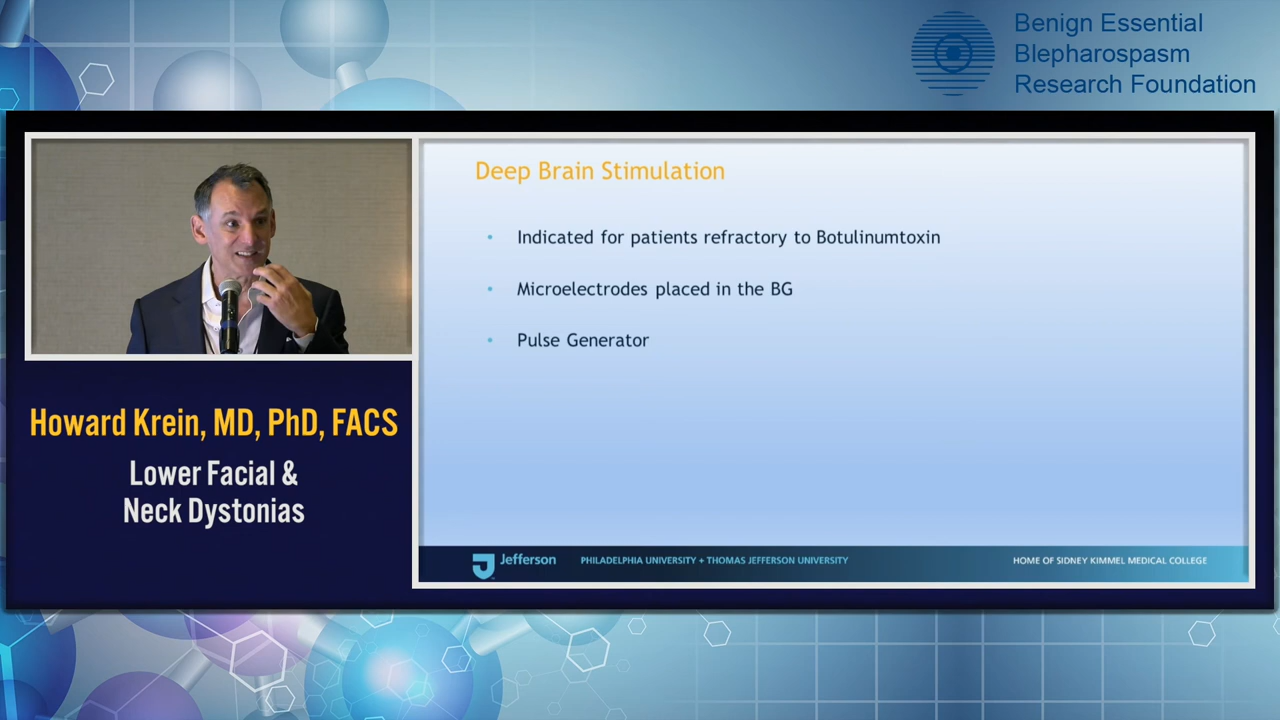 Benign Essential
Blepharospasm
Research Foundation
Howard Krein, MD, PhD, FACS
Lower Facial &
Neck Dystonias
Deep Brain Stimulation
• Indicated for patients refractory to Botulinumtoxin
• Microelectrodes placed in the BG
• Pulse Generator
Jefferson PHILADELPHIA UNIVERSITY + THOMAS JEFFERSON UNIVERSITY HOME OF SIDNEY KIMMEL MEDICAL COLLEGE